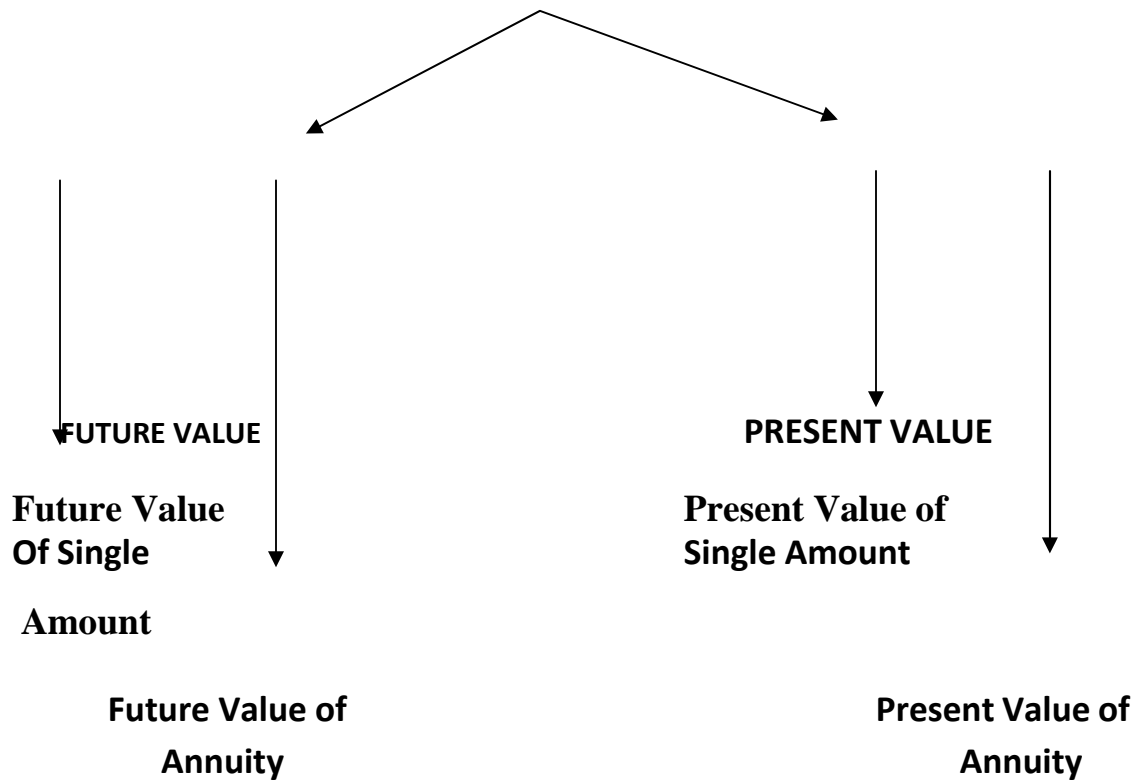 FUTURE VALUE
PRESENT VALUE
Future Value
Of Single
Amount
Present Value of
Single Amount
Future Value of
Annuity
Present Value of
Annuity